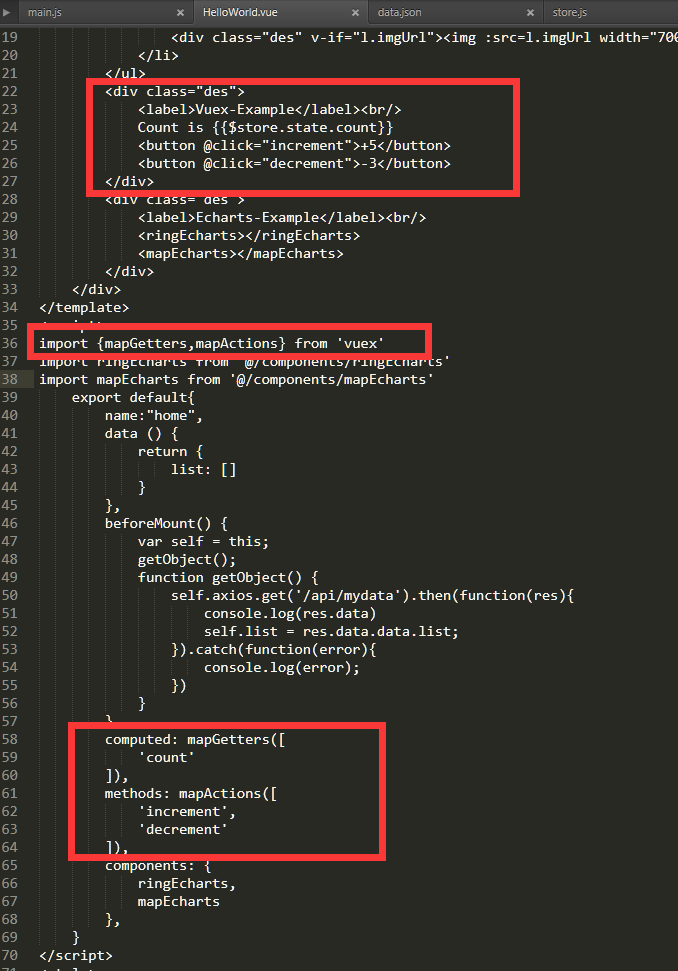 main.js × HelloWorld.vue × data.json × store.js
19 <div class="des" v-if="l.imgUrl"><img :src=l.imgUrl width="700
20 </li>
21 </ul>
22 <div class="des">
23 <label>Vuex-Example</label><br/>
24 Count is {{$store.state.count}}
25 <button @click="increment">+5</button>
26 <button @click="decrement">-3</button>
27 </div>
28 <div class="des">
29 <label>Echarts-Example</label><br/>
30 <ringEcharts></ringEcharts>
31 <mapEcharts></mapEcharts>
32 </div>
33 </div>
34 </template>
35
36 import {mapGetters,mapActions} from 'vuex'
37 import ringEcharts from '@/components/ringEcharts'
38 import mapEcharts from '@/components/mapEcharts'
39 export default{
40 name:"home",
41 data () {
42 return {
43 list: []
44 }
45 },
46 beforeMount() {
47 var self = this;
48 getObject();
49 function getObject() {
50 self.axios.get('/api/mydata').then(function(res){
51 console.log(res.data)
52 self.list = res.data.data.list;
53 }).catch(function(error){
54 console.log(error);
55 })
56 }
57 }
58 computed: mapGetters([
59 'count'
60 ]),
61 methods: mapActions([
62 'increment',
63 'decrement'
64 ]),
65 components: {
66 ringEcharts,
67 mapEcharts
68 },
69 }
70 </script>
71